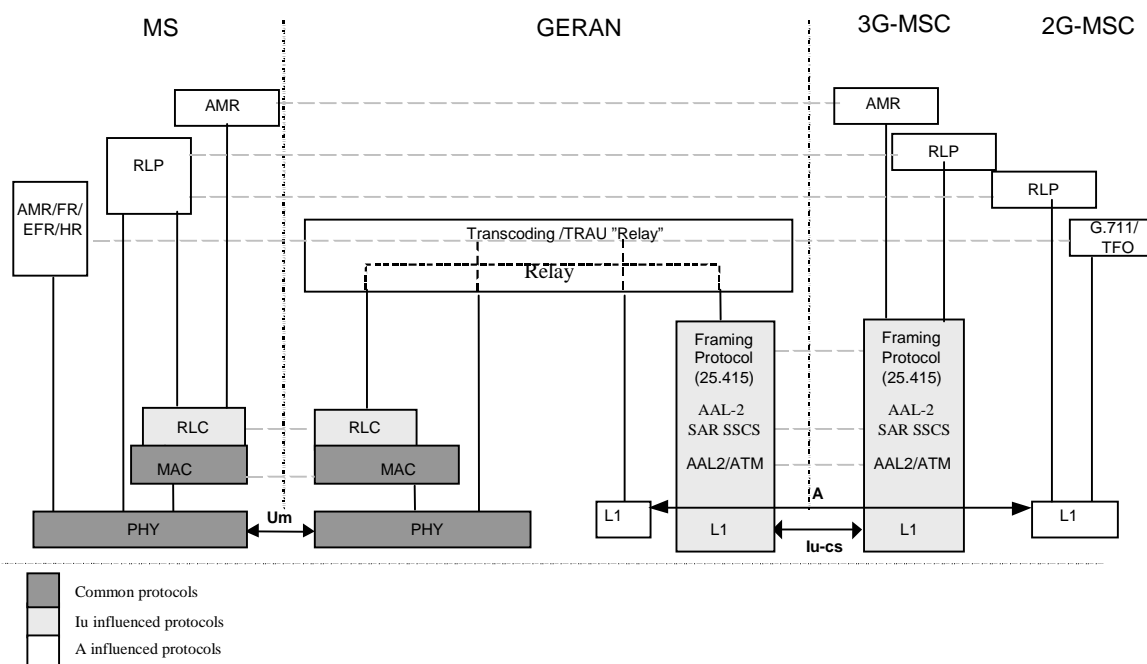 MS
GERAN
3G-MSC
2G-MSC
AMR
AMR
RLP
RLP
RLP
AMR/FR/
EFR/HR
Transcoding /TRAU "Relay"
G.711/
TFO
Relay
Framing
Protocol
(25.415)
AAL-2
SAR SSCS
AAL2/ATM
L1
Framing
Protocol
(25.415)
AAL-2
SAR SSCS
AAL2/ATM
L1
RLC
RLC
MAC
MAC
A
PHY
Um
PHY
L1
Iu-cs
L1
Common protocols
Iu influenced protocols
A influenced protocols